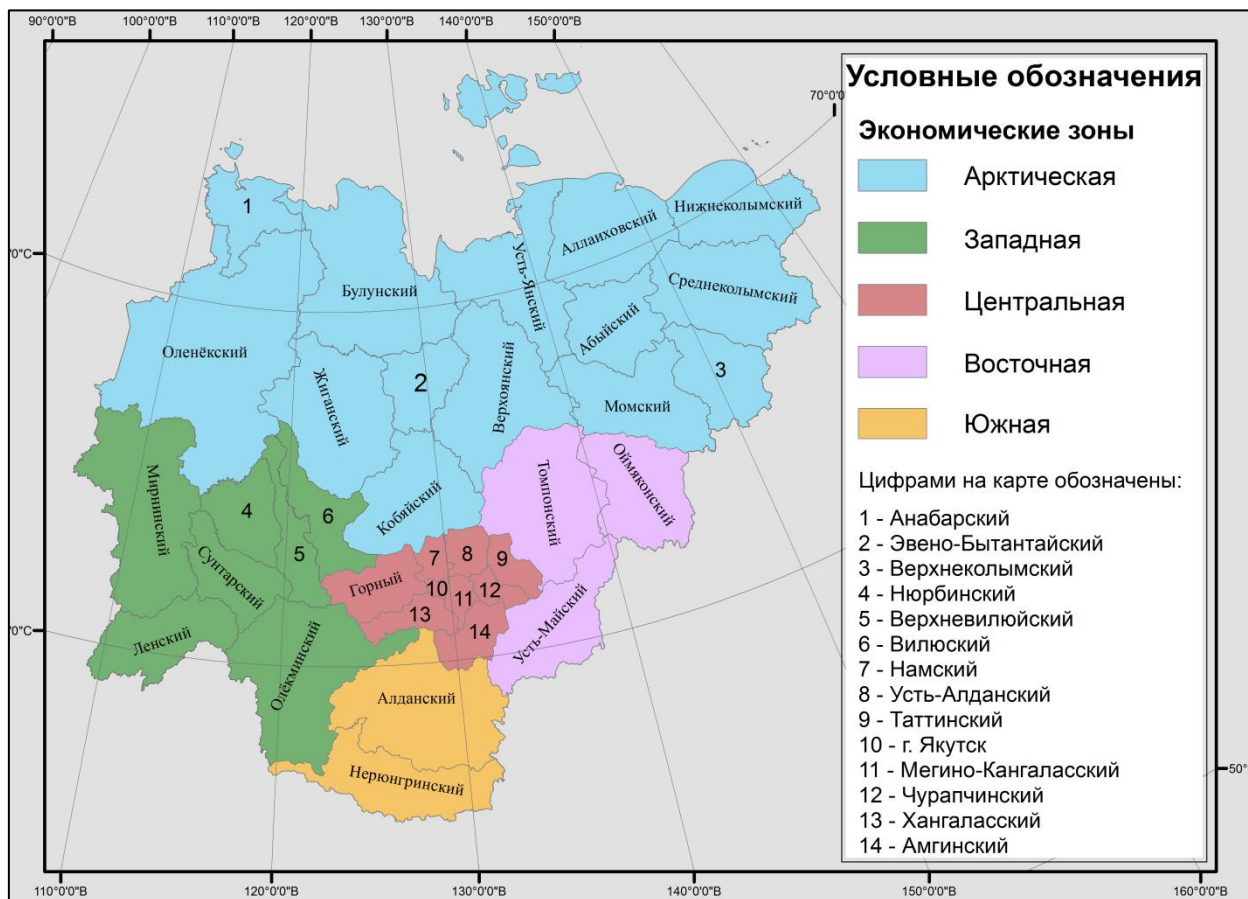 90°0'0"В
100°0'0"В
110°0'0"В
120°0'0"В
130°0'0"В
140°0'0"В
150°0'0"В
70°0'0"
0°0"С
0°0"С
50°
110°0'0"В
120°0'0"В
130°0'0"В
140°0'0"В
150°0'0"В
160°0'0"В
1
Оленёкский
Булунский
Жиганский
2
Верхоянский
Усть-Янский
Аллаиховский
Нижнеколымский
Среднеколымский
Абыйский
3
Момский
Кобяйский
Мирнинский
4
5
6
Сунтарский
Ленский
Олёкминский
Горный
7
8
9
10
11
12
13
14
Томпонский
Оймяконский
Усть-Майский
Алданский
Нерюнгринский
Условные обозначения
Экономические зоны
Арктическая
Западная
Центральная
Восточная
Южная
Цифрами на карте обозначены:
1 - Анабарский
2 - Эвено-Бытантайский
3 - Верхнеколымский
4 - Нюрбинский
5 - Верхневилюйский
6 - Вилюский
7 - Намский
8 - Усть-Алданский
9 - Таттинский
10 - г. Якутск
11 - Мегино-Кангаласский
12 - Чурапчинский
13 - Хангаласский
14 - Амгинский